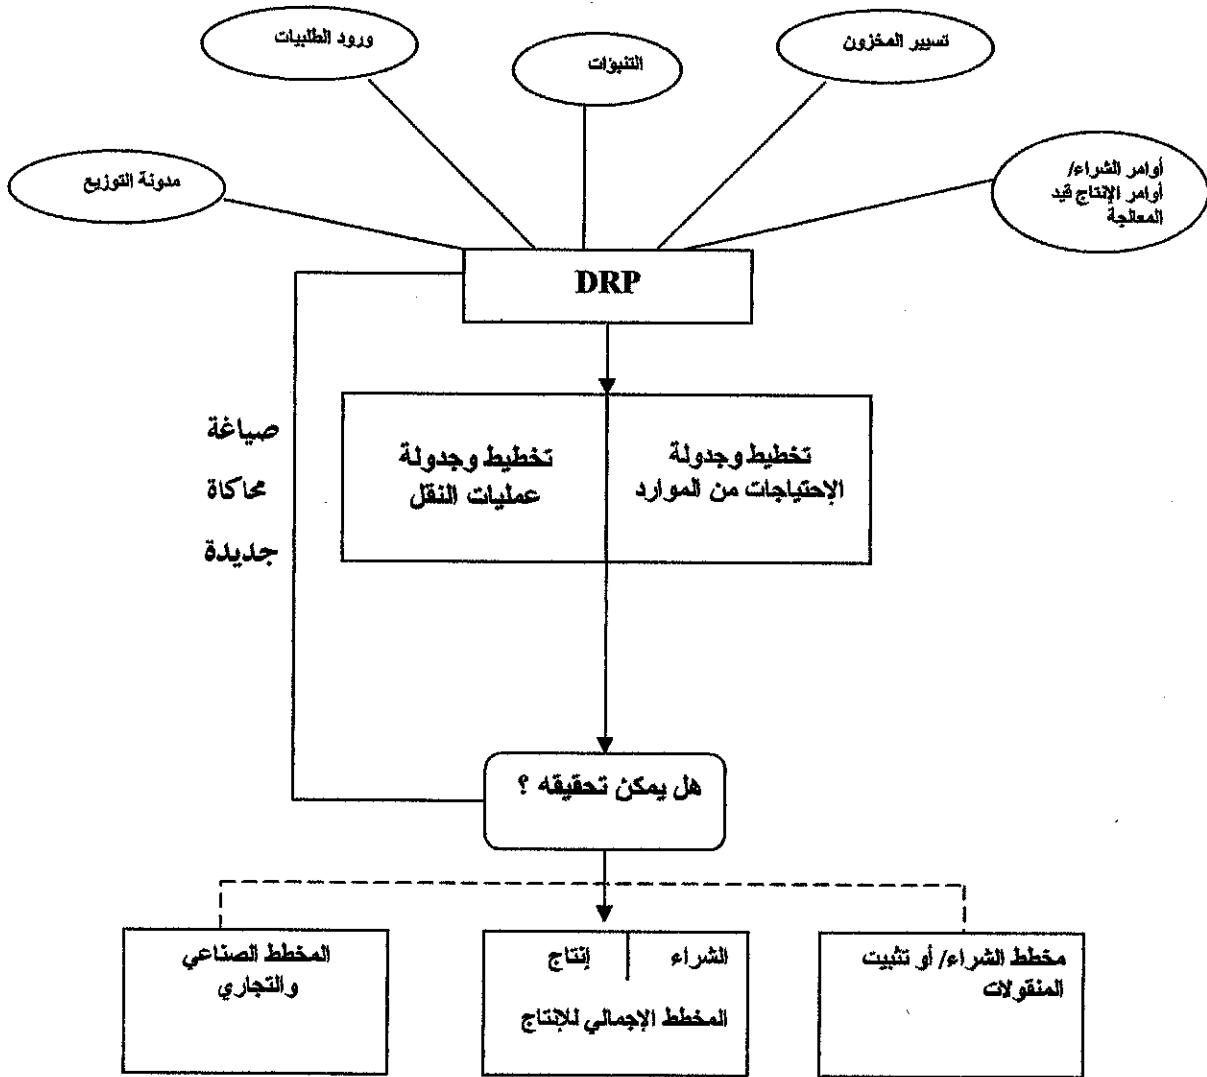 ورود الطلبيات
التنبؤات
تسيير المخزون
مدونة التوزيع
أوامر الشراء/
أوامر الإنتاج قيد
المعالجة
DRP
صياغة
محاكاة
جديدة
تخطيط وجدولة
الإحتياجات من الموارد
تخطيط وجدولة
عمليات النقل
هل يمكن تحقيقه ؟
مخطط الشراء/ أو تثبيت
المنقولات
الشراء
إنتاج
المخطط الإجمالي للإنتاج
المخطط الصناعي
والتجاري